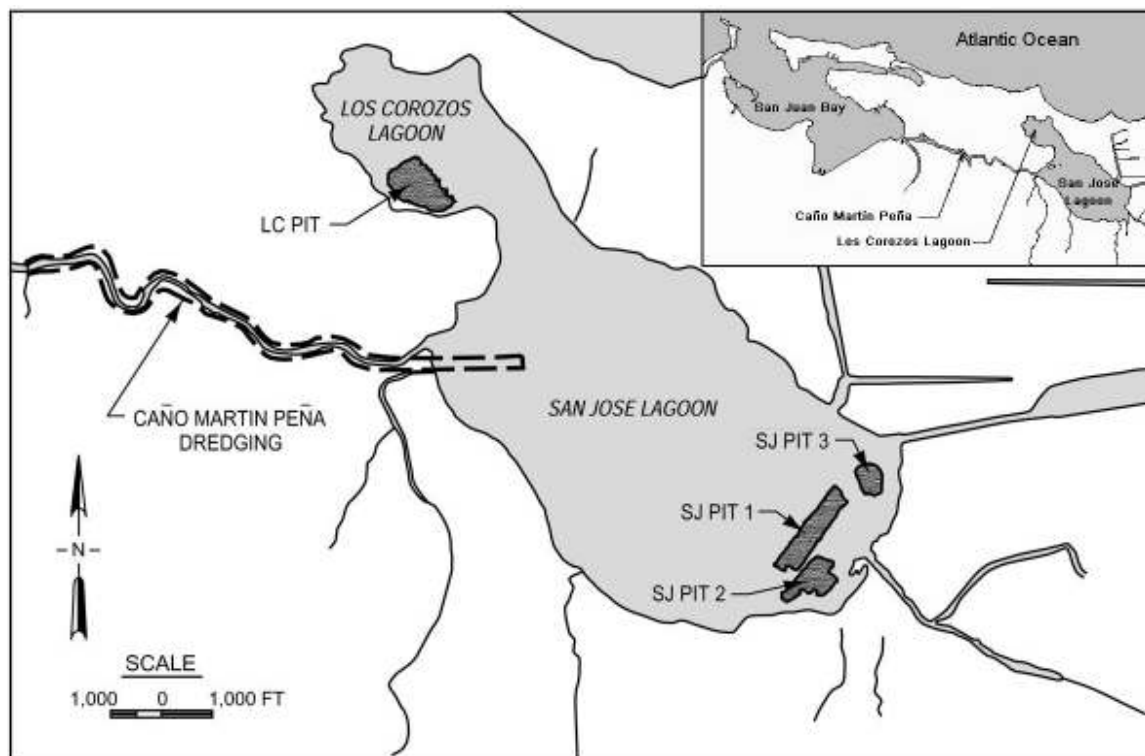 Atlantic Ocean
San Juan Bay
San Jose
Lagoon
Caño Martin Peña
Los Corozos Lagoon
LOS COROZOS
LAGOON
LC PIT
CAÑO MARTIN PEÑA
DREDGING
SAN JOSE LAGOON
SJ PIT 3
SJ PIT 1
SJ PIT 2
N
SCALE
1,000 0 1,000 FT